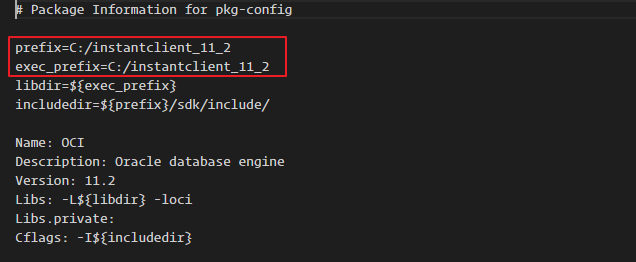 # Package Information for pkg-config
prefix=C:/instantclient_11_2
exec_prefix=C:/instantclient_11_2
libdir=${exec_prefix}
includedir=${prefix}/sdk/include/
Name: OCI
Description: Oracle database engine
Version: 11.2
Libs: -L${libdir} -loci
Libs.private:
Cflags: -I${includedir}